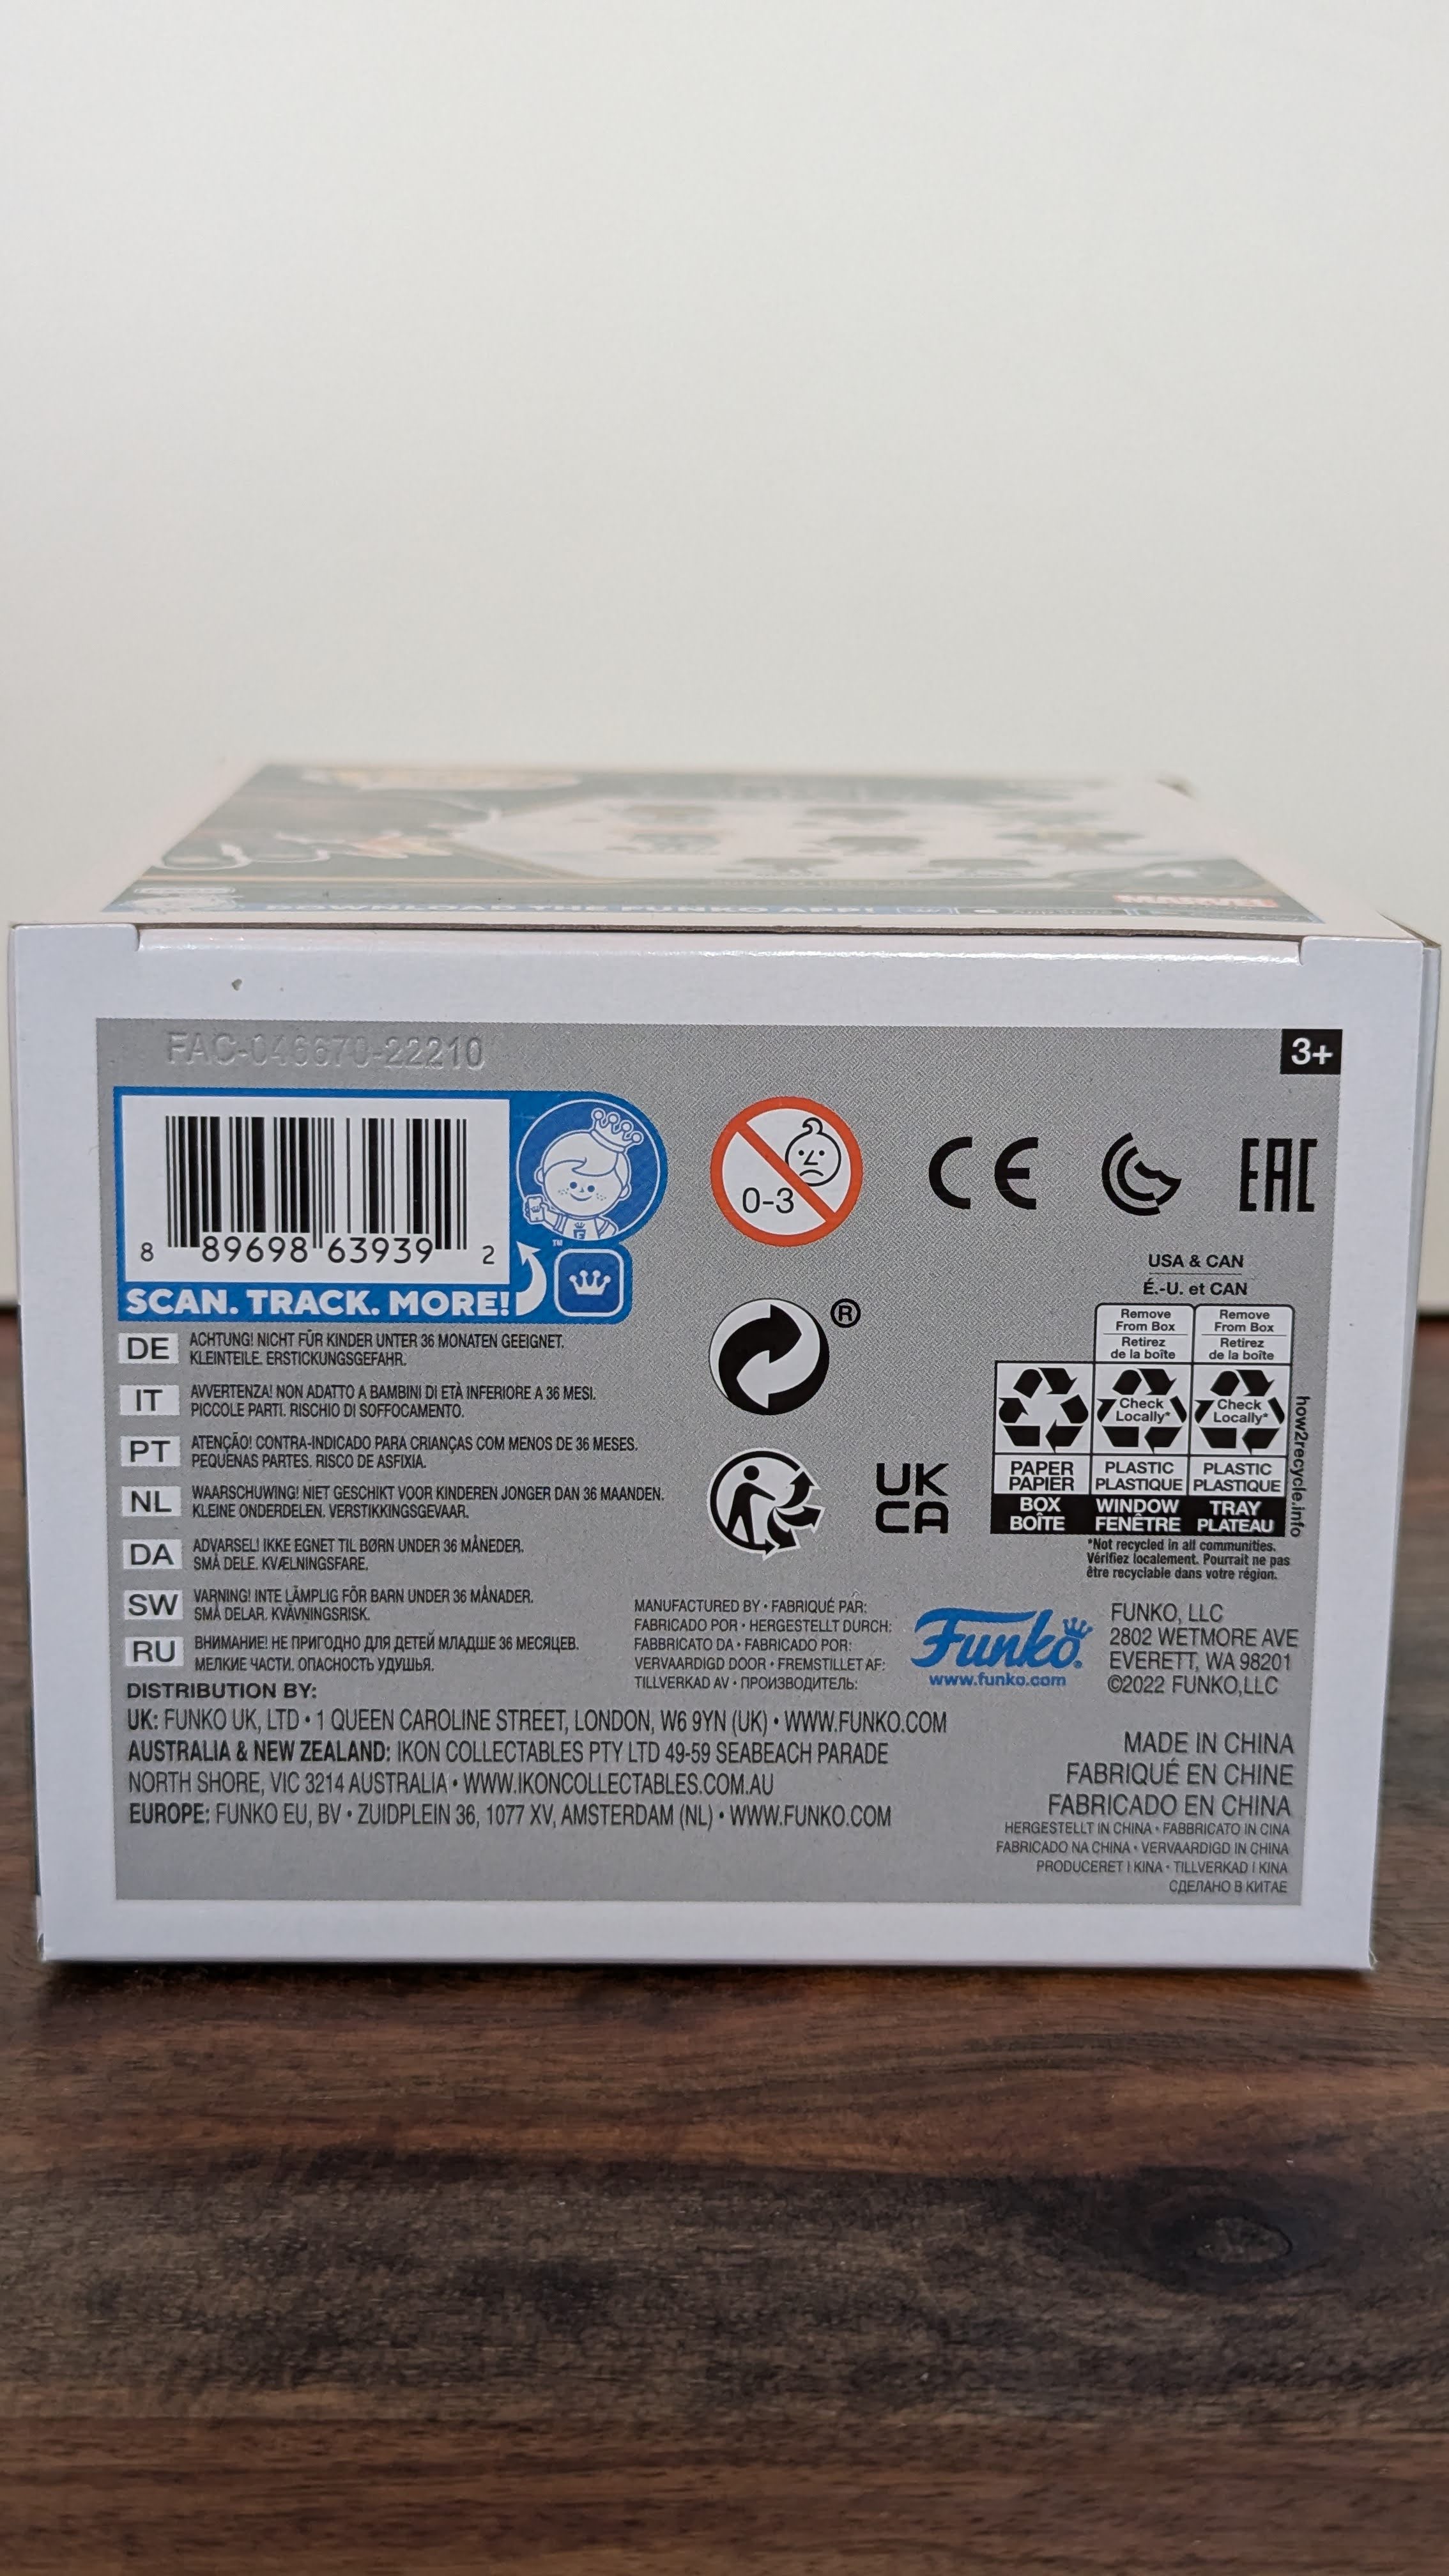 DOWNLOAD THE FUNKO APP!
MARVEL
FAC-046670-22210
3+
8 89698 63939 2
™
SCAN. TRACK. MORE!
0-3
CE
EAC
DE ACHTUNG! NICHT FÜR KINDER UNTER 36 MONATEN GEEIGNET.
KLEINTEILE. ERSTICKUNGSGEFAHR.
IT AVVERTENZA! NON ADATTO A BAMBINI DI ETÀ INFERIORE A 36 MESI.
PICCOLE PARTI. RISCHIO DI SOFFOCAMENTO.
PT ATENÇÃO! CONTRA-INDICADO PARA CRIANÇAS COM MENOS DE 36 MESES.
PEQUENAS PARTES. RISCO DE ASFIXIA.
NL WAARSCHUWING! NIET GESCHIKT VOOR KINDEREN JONGER DAN 36 MAANDEN.
KLEINE ONDERDELEN. VERSTIKKINGSGEVAAR.
DA ADVARSEL! IKKE EGNET TIL BØRN UNDER 36 MÅNEDER.
SMÅ DELE. KVÆLNINGSFARE.
SW VARNING! INTE LÄMPLIG FÖR BARN UNDER 36 MÅNADER.
SMÅ DELAR. KVÄVNINGSRISK.
RU ВНИМАНИЕ! НЕ ПРИГОДНО ДЛЯ ДЕТЕЙ МЛАДШЕ 36 МЕСЯЦЕВ.
МЕЛКИЕ ЧАСТИ. ОПАСНОСТЬ УДУШЬЯ.
®
UK
CA
USA & CAN
É.-U. et CAN
Remove
From Box
Retirez
de la boîte
Remove
From Box
Retirez
de la boîte
Check
Locally*
Check
Locally*
PAPER
PAPIER
PLASTIC
PLASTIQUE
PLASTIC
PLASTIQUE
BOX
BOÎTE
WINDOW
FENÊTRE
TRAY
PLATEAU
how2recycle.info
*Not recycled in all communities.
Vérifiez localement. Pourrait ne pas
être recyclable dans votre région.
MANUFACTURED BY • FABRIQUÉ PAR:
FABRICADO POR • HERGESTELLT DURCH:
FABBRICATO DA • FABRICADO POR:
VERVAARDIGD DOOR • FREMSTILLET AF:
TILLVERKAD AV • ПРОИЗВОДИТЕЛЬ:
Funko®
www.funko.com
FUNKO, LLC
2802 WETMORE AVE
EVERETT, WA 98201
©2022 FUNKO,LLC
DISTRIBUTION BY:
UK: FUNKO UK, LTD • 1 QUEEN CAROLINE STREET, LONDON, W6 9YN (UK) • WWW.FUNKO.COM
AUSTRALIA & NEW ZEALAND: IKON COLLECTABLES PTY LTD 49-59 SEABEACH PARADE
NORTH SHORE, VIC 3214 AUSTRALIA • WWW.IKONCOLLECTABLES.COM.AU
EUROPE: FUNKO EU, BV • ZUIDPLEIN 36, 1077 XV, AMSTERDAM (NL) • WWW.FUNKO.COM
MADE IN CHINA
FABRIQUÉ EN CHINE
FABRICADO EN CHINA
HERGESTELLT IN CHINA • FABBRICATO IN CINA
FABRICADO NA CHINA • VERVAARDIGD IN CHINA
PRODUCERET I KINA • TILLVERKAD I KINA
СДЕЛАНО В КИТАЕ